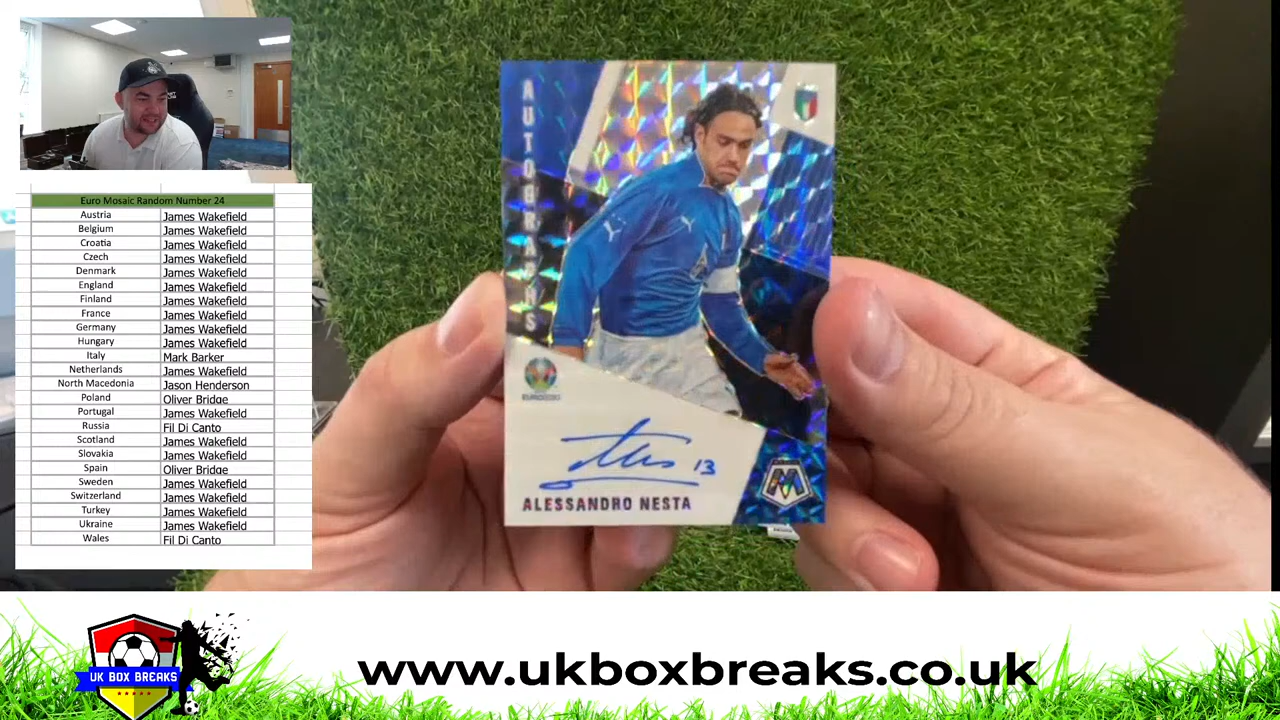 Euro Mosaic Random Number 24
Austria James Wakefield
Belgium James Wakefield
Croatia James Wakefield
Czech James Wakefield
Denmark James Wakefield
England James Wakefield
Finland James Wakefield
France James Wakefield
Germany James Wakefield
Hungary James Wakefield
Italy Mark Barker
Netherlands James Wakefield
North Macedonia Jason Henderson
Poland Oliver Bridge
Portugal James Wakefield
Russia Fil Di Canto
Scotland James Wakefield
Slovakia James Wakefield
Spain Oliver Bridge
Sweden James Wakefield
Switzerland James Wakefield
Turkey James Wakefield
Ukraine James Wakefield
Wales Fil Di Canto
AUTOGRAPHS
EURO2020
13
ALESSANDRO NESTA
M
UK BOX BREAKS
www.ukboxbreaks.co.uk